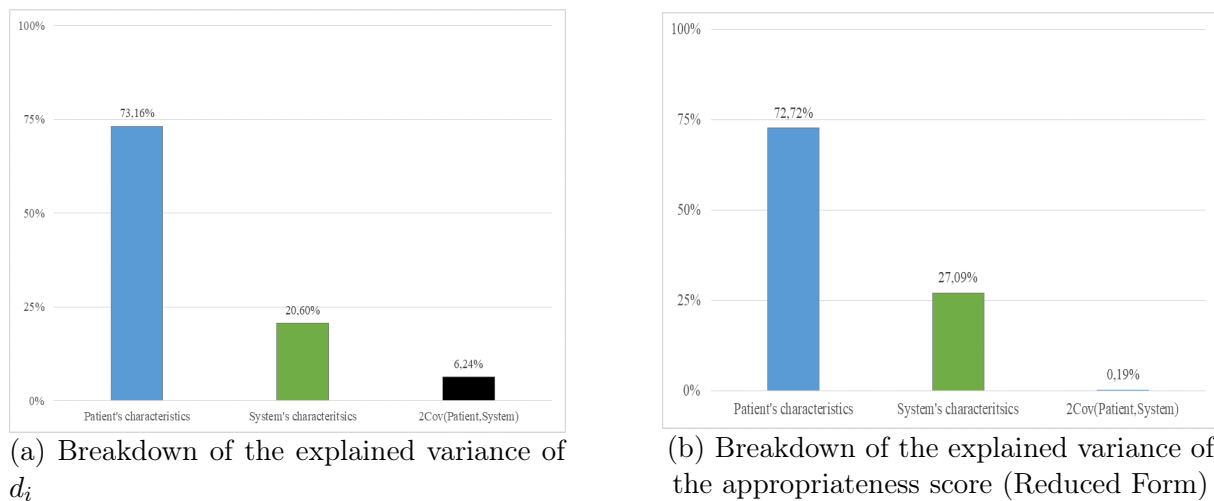 100%
75%
50%
25%
0%
73,16%
20,60%
6,24%
Patient's characteristics
System's characteritsics
2Cov(Patient,System)
(a) Breakdown of the explained variance of
d_i
100%
75%
50%
25%
0%
72,72%
27,09%
0,19%
Patient's characteristics
System's characteritsics
2Cov(Patient,System)
(b) Breakdown of the explained variance of
the appropriateness score (Reduced Form)